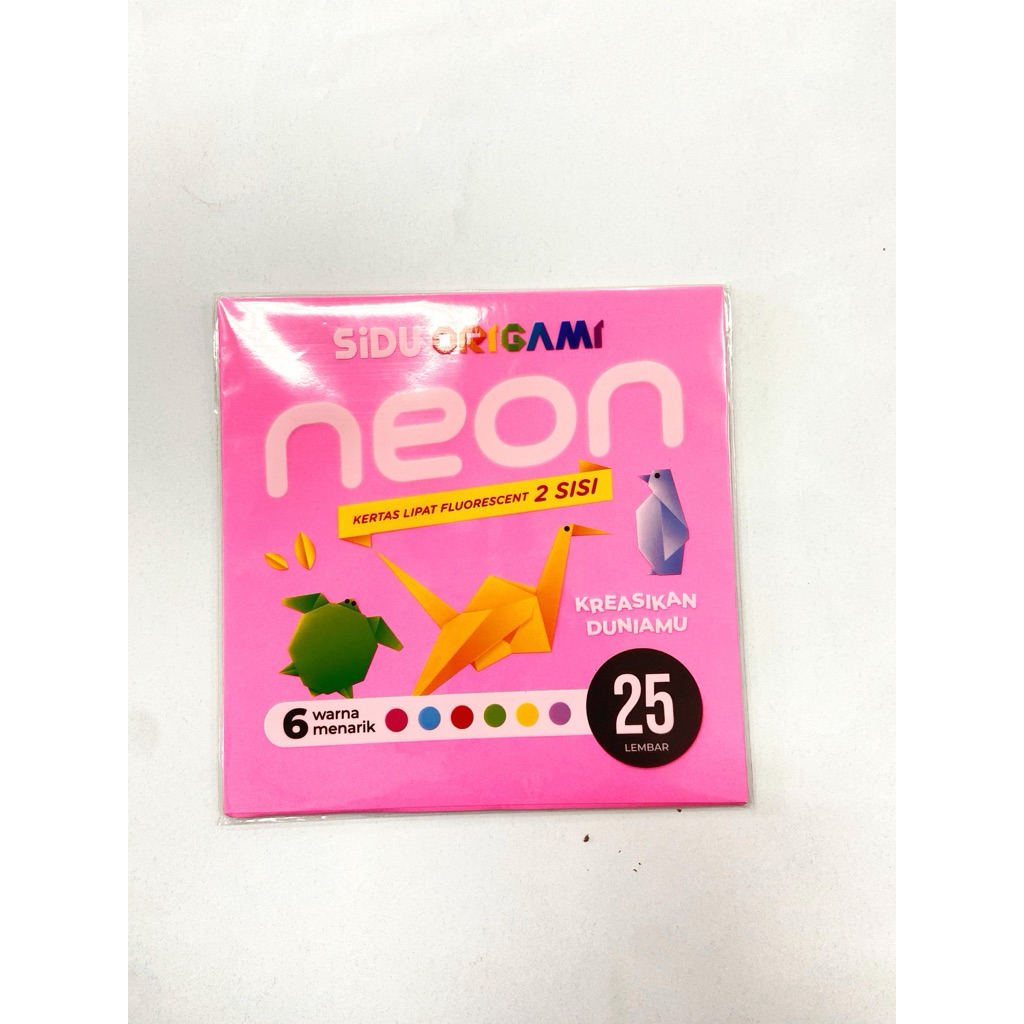 SiDU ORIGAMI
neon
KERTAS LIPAT FLUORESCENT 2 SISI
KREASIKAN
DUNIAMU
6 warna
menarik
25
LEMBAR